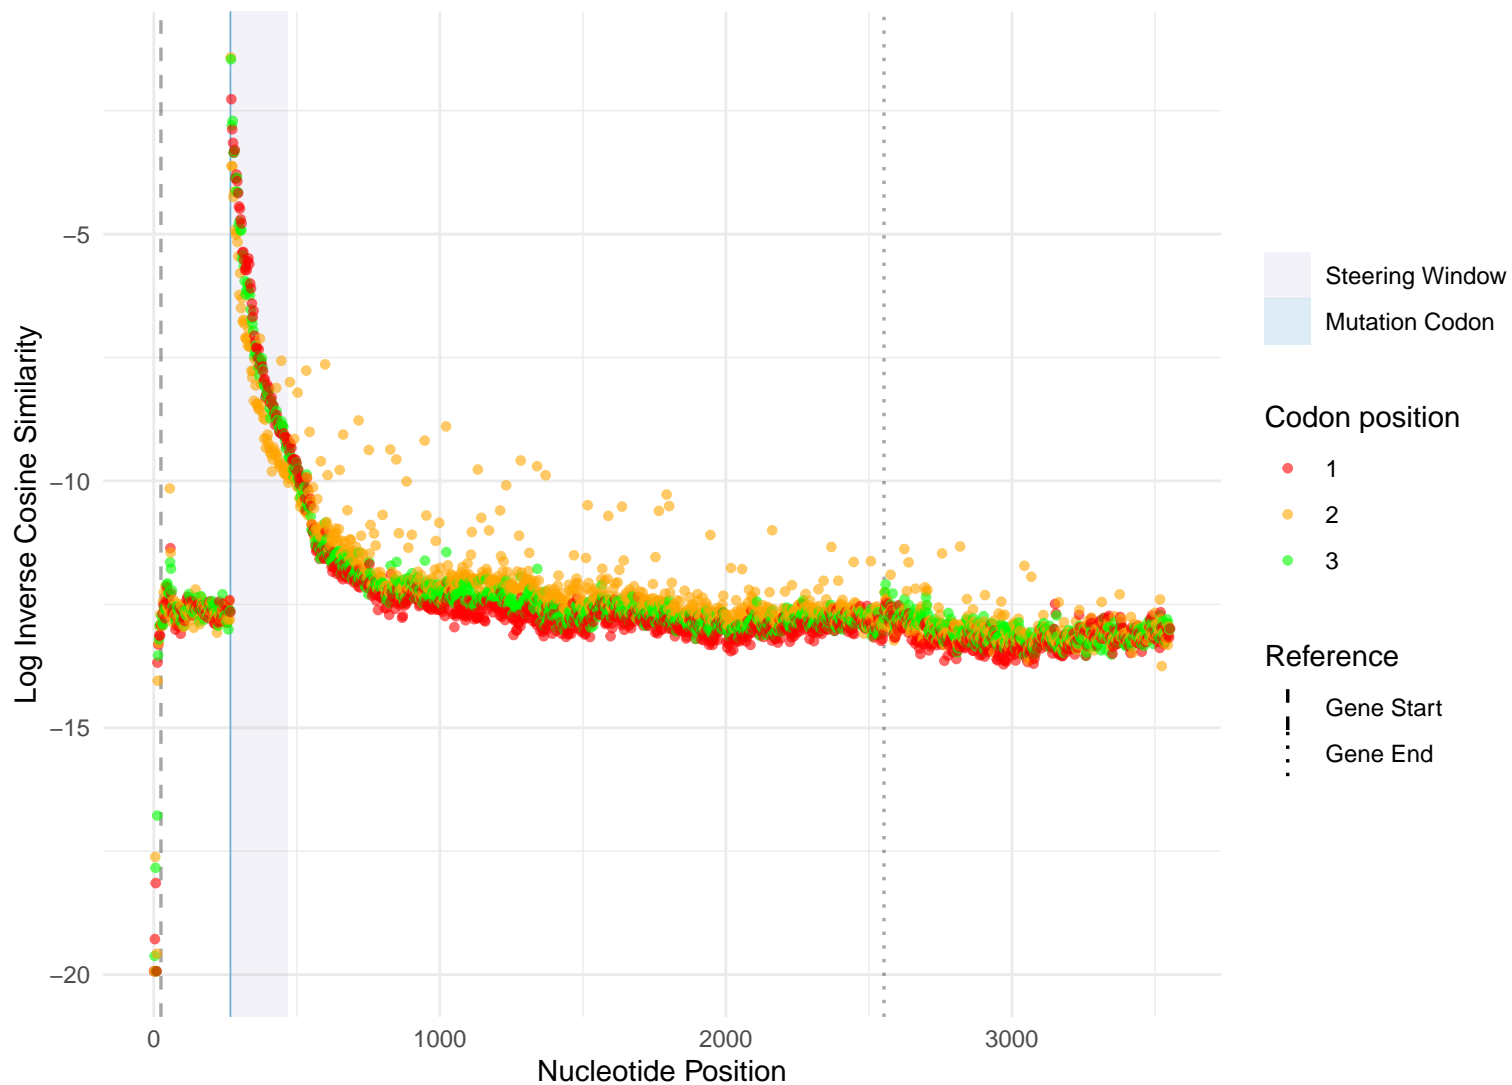 −5
−10
−15
−20
0
1000
2000
3000
Nucleotide Position
Log Inverse Cosine Similarity
Steering Window
Mutation Codon
Codon position
1
2
3
Reference
Gene Start
Gene End